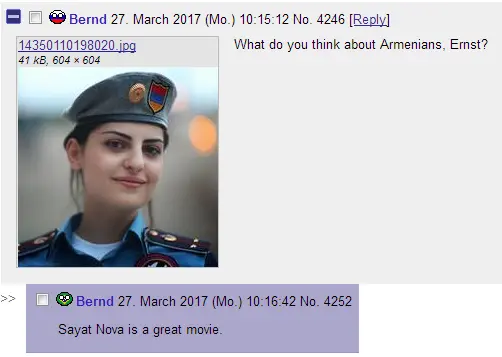 Bernd 27. March 2017 (Mo.) 10:15:12 No. 4246 [Reply]
14350110198020.jpg
41 kB, 604 × 604
What do you think about Armenians, Ernst?
>> Bernd 27. March 2017 (Mo.) 10:16:42 No. 4252
Sayat Nova is a great movie.